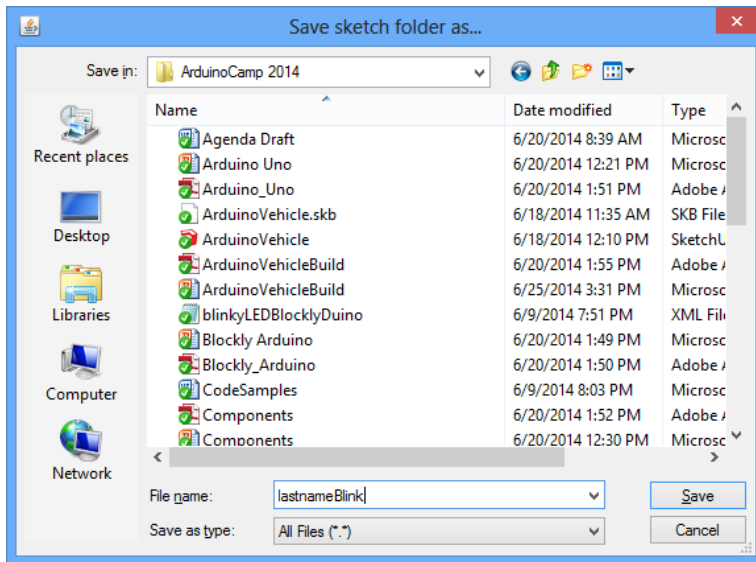 Save sketch folder as...
Save in: ArduinoCamp 2014
Name Date modified Type
Recent places
Desktop
Libraries
Computer
Network
Agenda Draft 6/20/2014 8:39 AM Microsc
Arduino Uno 6/20/2014 12:21 PM Microsc
Arduino_Uno 6/20/2014 1:51 PM Adobe A
ArduinoVehicle.skb 6/18/2014 11:35 AM SKB File
ArduinoVehicle 6/18/2014 12:10 PM SketchU
ArduinoVehicleBuild 6/20/2014 1:55 PM Adobe A
ArduinoVehicleBuild 6/25/2014 3:31 PM Microsc
blinkyLEDBlocklyDuino 6/9/2014 7:51 PM XML File
Blockly Arduino 6/20/2014 1:49 PM Microsc
Blockly_Arduino 6/20/2014 1:50 PM Adobe A
CodeSamples 6/9/2014 8:03 PM Microsc
Components 6/20/2014 1:52 PM Adobe A
Components 6/20/2014 12:30 PM Microsc
File name: lastnameBlink Save
Save as type: All Files (*.*) Cancel